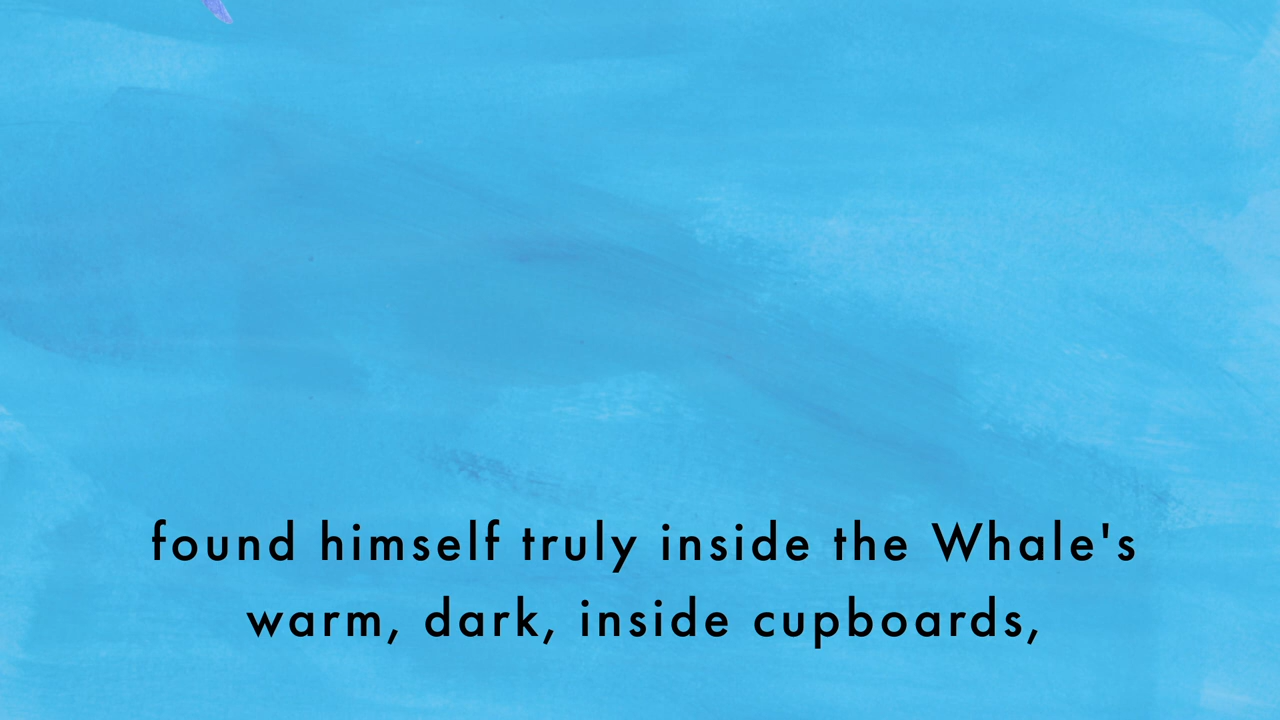 found himself truly inside the Whale's
warm, dark, inside cupboards,